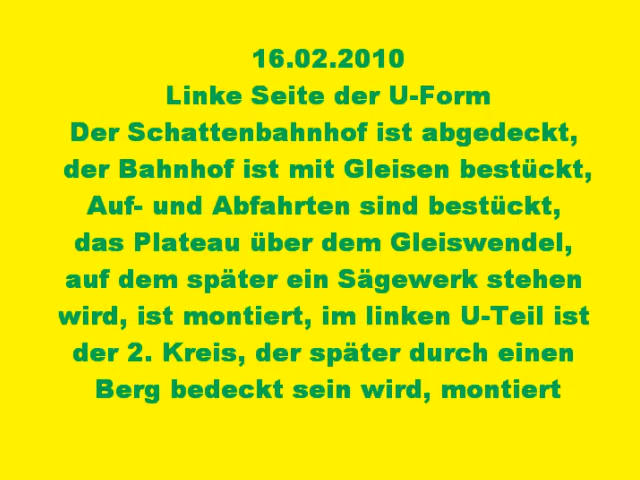 16.02.2010
Linke Seite der U-Form
Der Schattenbahnhof ist abgedeckt,
der Bahnhof ist mit Gleisen bestückt,
Auf- und Abfahrten sind bestückt,
das Plateau über dem Gleiswendel,
auf dem später ein Sägewerk stehen
wird, ist montiert, im linken U-Teil ist
der 2. Kreis, der später durch einen
Berg bedeckt sein wird, montiert